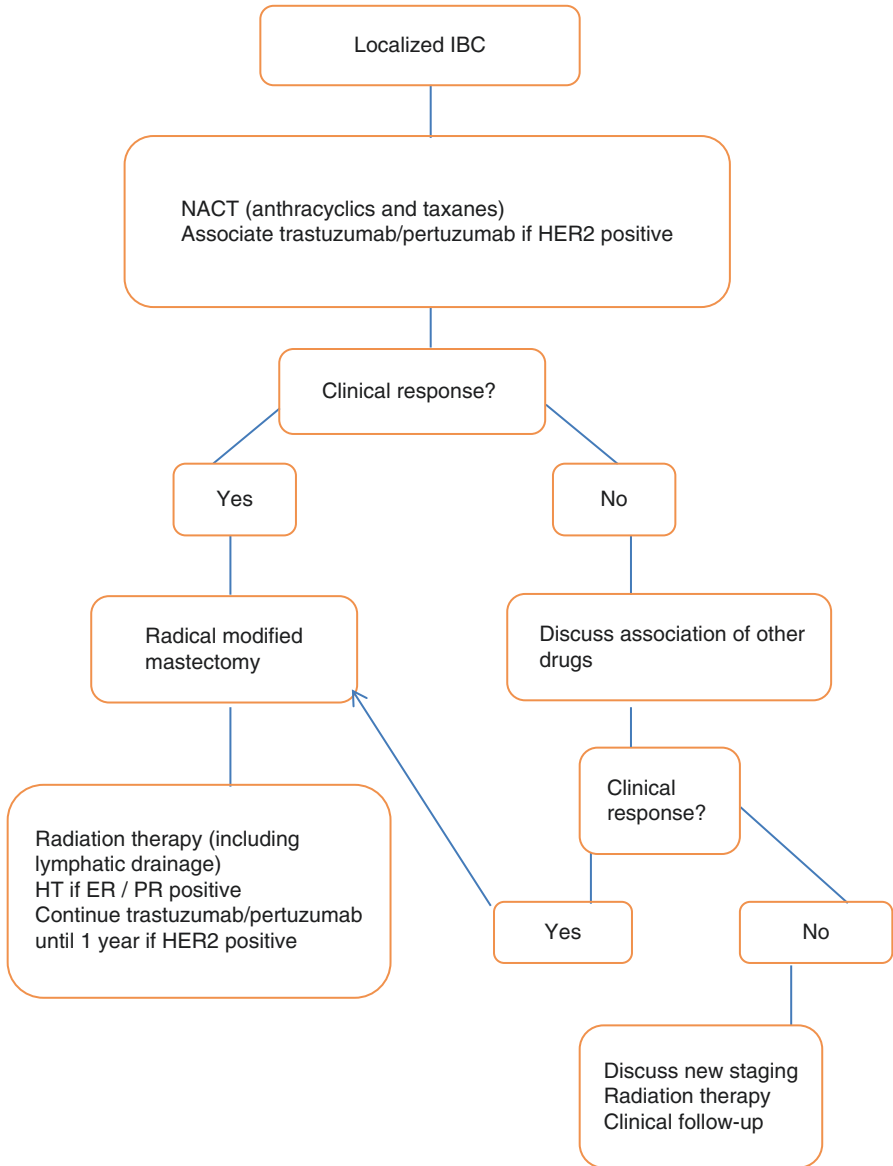 Localized IBC
NACT (anthracyclics and taxanes)
Associate trastuzumab/pertuzumab if HER2 positive
Clinical response?
Yes
No
Radical modified
mastectomy
Discuss association of other
drugs
Clinical
response?
Radiation therapy (including
lymphatic drainage)
HT if ER / PR positive
Continue trastuzumab/pertuzumab
until 1 year if HER2 positive
Yes
No
Discuss new staging
Radiation therapy
Clinical follow-up